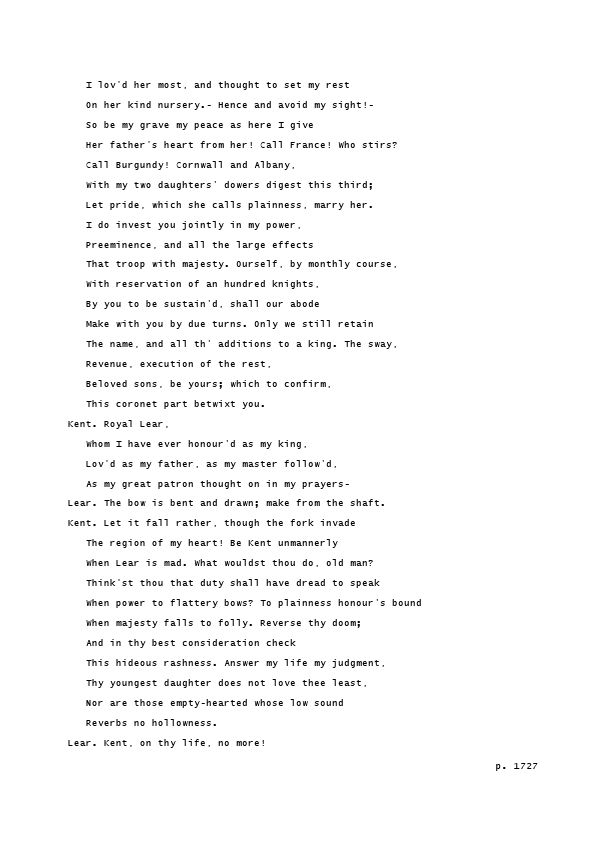 I lov'd her most, and thought to set my rest
On her kind nursery.- Hence and avoid my sight!-
So be my grave my peace as here I give
Her father's heart from her! Call France! Who stirs?
Call Burgundy! Cornwall and Albany,
With my two daughters' dowers digest this third;
Let pride, which she calls plainness, marry her.
I do invest you jointly in my power,
Preeminence, and all the large effects
That troop with majesty. Ourself, by monthly course,
With reservation of an hundred knights,
By you to be sustain'd, shall our abode
Make with you by due turns. Only we still retain
The name, and all th' additions to a king. The sway,
Revenue, execution of the rest,
Beloved sons, be yours; which to confirm,
This coronet part betwixt you.
Kent. Royal Lear,
Whom I have ever honour'd as my king,
Lov'd as my father, as my master follow'd,
As my great patron thought on in my prayers-
Lear. The bow is bent and drawn; make from the shaft.
Kent. Let it fall rather, though the fork invade
The region of my heart! Be Kent unmannerly
When Lear is mad. What wouldst thou do, old man?
Think'st thou that duty shall have dread to speak
When power to flattery bows? To plainness honour's bound
When majesty falls to folly. Reverse thy doom;
And in thy best consideration check
This hideous rashness. Answer my life my judgment,
Thy youngest daughter does not love thee least,
Nor are those empty-hearted whose low sound
Reverbs no hollowness.
Lear. Kent, on thy life, no more!
p. 1727